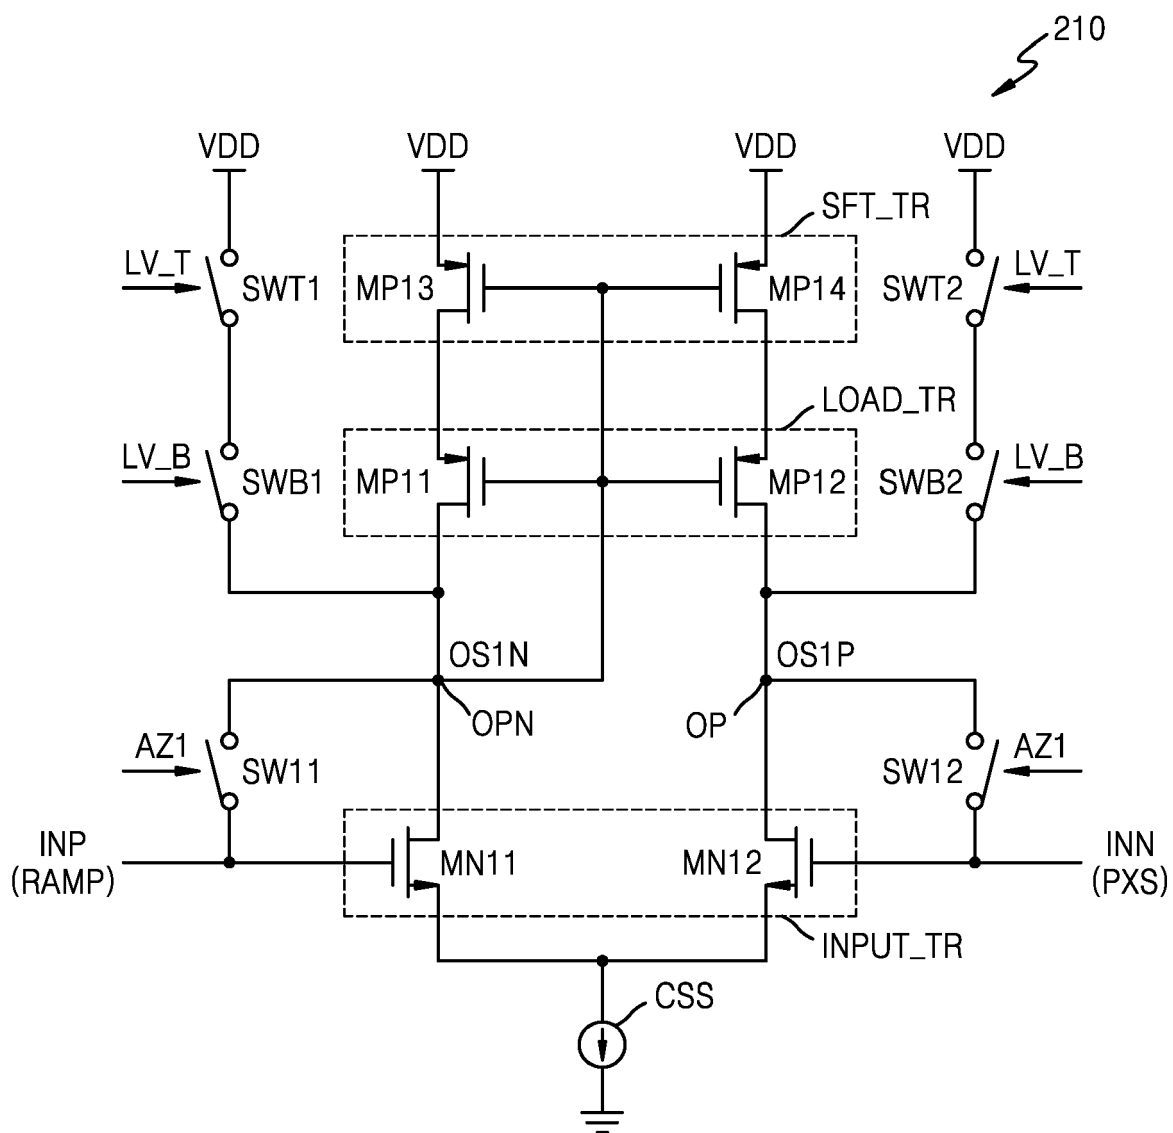 210
VDD VDD VDD VDD
SFT_TR
LV_T SWT1 MP13 MP14 SWT2 LV_T
LOAD_TR
LV_B SWB1 MP11 MP12 SWB2 LV_B
OS1N OS1P
OPN OP
AZ1 SW11 SW12 AZ1
INP
(RAMP)
MN11 MN12
INN
(PXS)
INPUT_TR
CSS